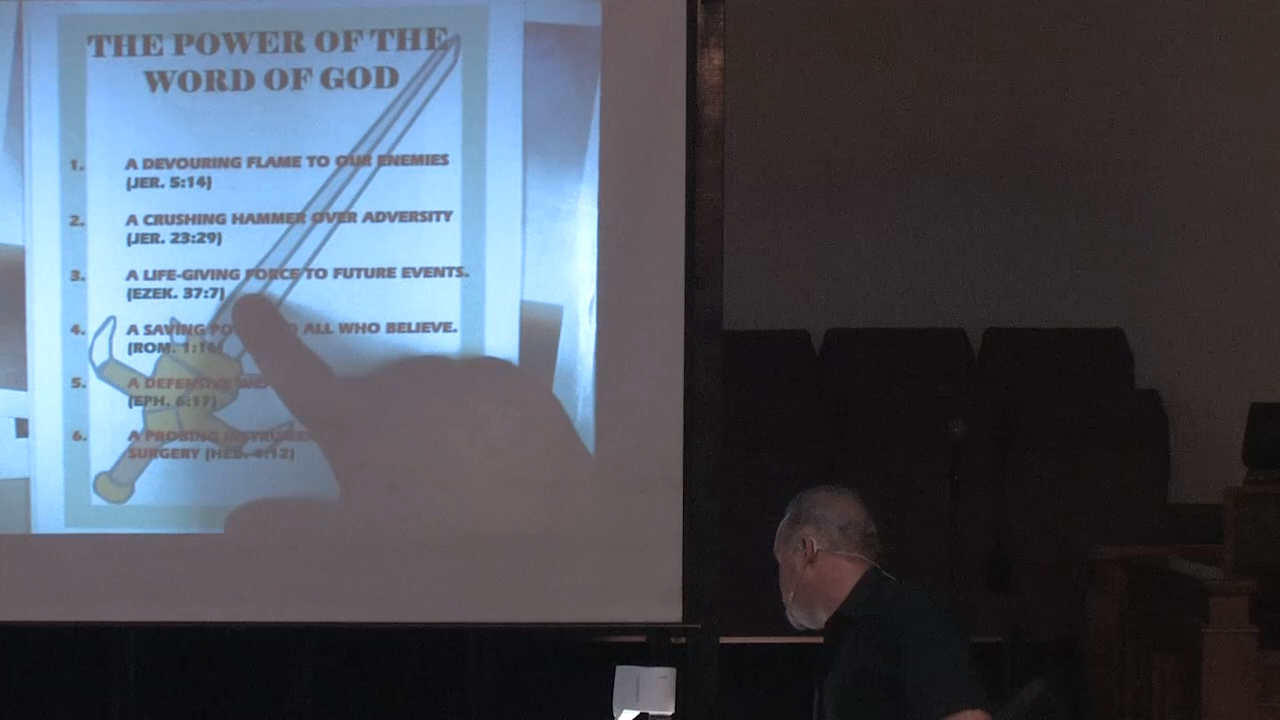 THE POWER OF THE
WORD OF GOD
1. A DEVOURING FLAME TO OUR ENEMIES
(JER. 5:14)
2. A CRUSHING HAMMER OVER ADVERSITY
(JER. 23:29)
3. A LIFE-GIVING FORCE TO FUTURE EVENTS.
(EZEK. 37:7)
4. A SAVING ALL WHO BELIEVE.
(ROM. 1:16)
5. A DEFENSIVE
(EPH. 6:17)
6. A PROBING
SURGERY (HEB. 4:12)